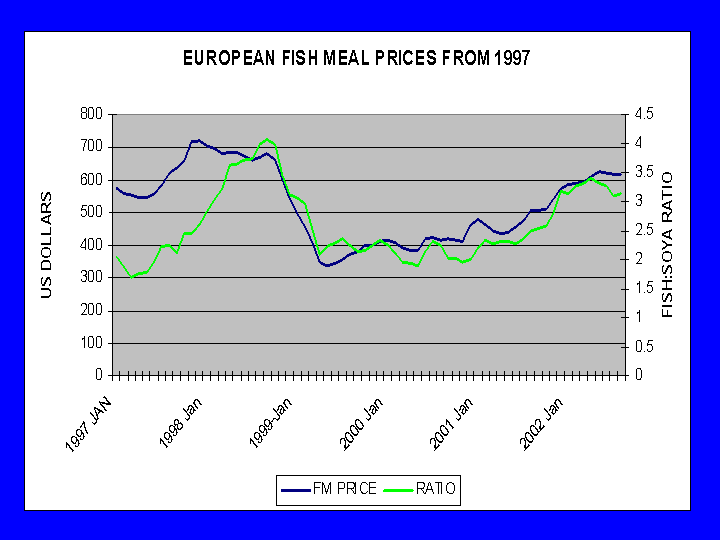 EUROPEAN FISH MEAL PRICES FROM 1997
800
700
600
500
400
300
200
100
0
US DOLLARS
4.5
4
3.5
3
2.5
2
1.5
1
0.5
0
FISH:SOYA RATIO
1997 JAN
1998 Jan
1999-Jan
2000 Jan
2001 Jan
2002 Jan
FM PRICE
RATIO